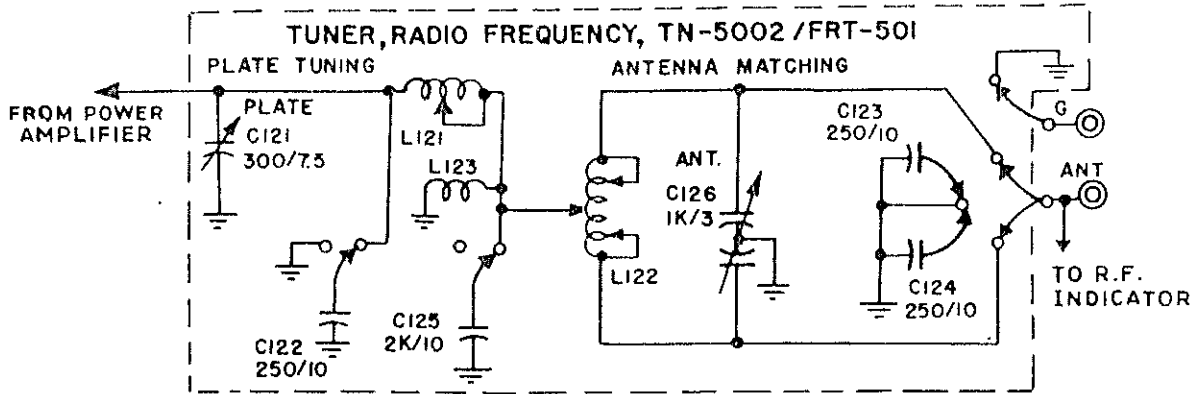 TUNER, RADIO FREQUENCY, TN-5002/FRT-501
PLATE TUNING
ANTENNA MATCHING
FROM POWER
AMPLIFIER
PLATE
C121
300/7.5
L121
L123
ANT.
C126
1K/3
C123
250/10
G
ANT
L122
C124
250/10
TO R.F.
INDICATOR
C122
250/10
C125
2K/10